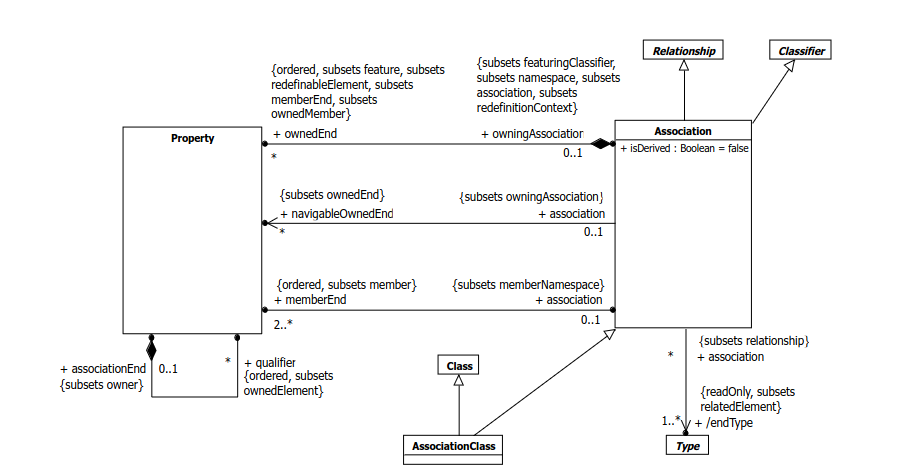 Relationship
Classifier
{ordered, subsets feature, subsets
redefinableElement, subsets
memberEnd, subsets
ownedMember}
{subsets featuringClassifier,
subsets namespace, subsets
association, subsets
redefinitionContext}
Property
+ ownedEnd
*
+ owningAssociation
0..1
Association
+ isDerived : Boolean = false
{subsets ownedEnd}
+ navigableOwnedEnd
*
{subsets owningAssociation}
+ association
0..1
{ordered, subsets member}
+ memberEnd
2..*
{subsets memberNamespace}
+ association
0..1
+ associationEnd
{subsets owner}
0..1
*
+ qualifier
{ordered, subsets
ownedElement}
Class
AssociationClass
*
{subsets relationship}
+ association
{readOnly, subsets
relatedElement}
1..*
+ /endType
Type